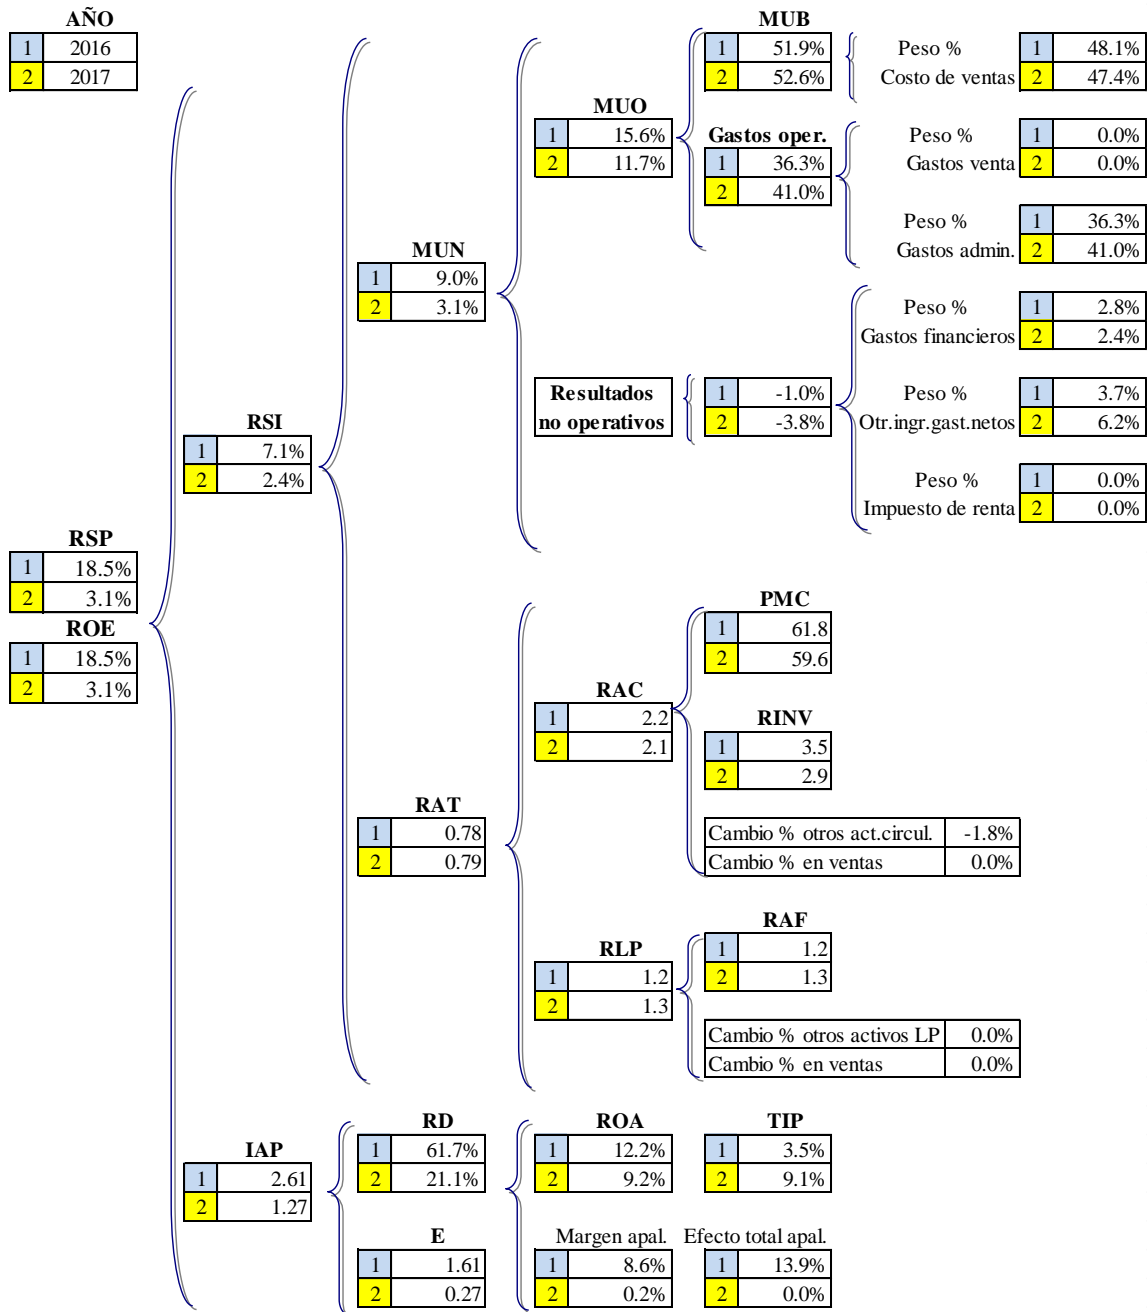 AÑO
1 2016
2 2017
MUB
1 51.9%
2 52.6%
Peso % 1 48.1%
Costo de ventas 2 47.4%
MUO
1 15.6%
2 11.7%
Gastos oper.
1 36.3%
2 41.0%
Peso % 1 0.0%
Gastos venta 2 0.0%
Peso % 1 36.3%
Gastos admin. 2 41.0%
MUN
1 9.0%
2 3.1%
Peso % 1 2.8%
Gastos financieros 2 2.4%
Resultados 1 -1.0%
no operativos 2 -3.8%
Peso % 1 3.7%
Otr.ingr.gast.netos 2 6.2%
Peso % 1 0.0%
Impuesto de renta 2 0.0%
RSI
1 7.1%
2 2.4%
RSP
1 18.5%
2 3.1%
ROE
1 18.5%
2 3.1%
PMC
1 61.8
2 59.6
RAC
1 2.2
2 2.1
RINV
1 3.5
2 2.9
RAT
1 0.78
2 0.79
Cambio % otros act.circul. -1.8%
Cambio % en ventas 0.0%
RLP
1 1.2
2 1.3
RAF
1 1.2
2 1.3
Cambio % otros activos LP 0.0%
Cambio % en ventas 0.0%
IAP
1 2.61
2 1.27
RD
1 61.7%
2 21.1%
ROA
1 12.2%
2 9.2%
TIP
1 3.5%
2 9.1%
E
1 1.61
2 0.27
Margen apal.
1 8.6%
2 0.2%
Efecto total apal.
1 13.9%
2 0.0%